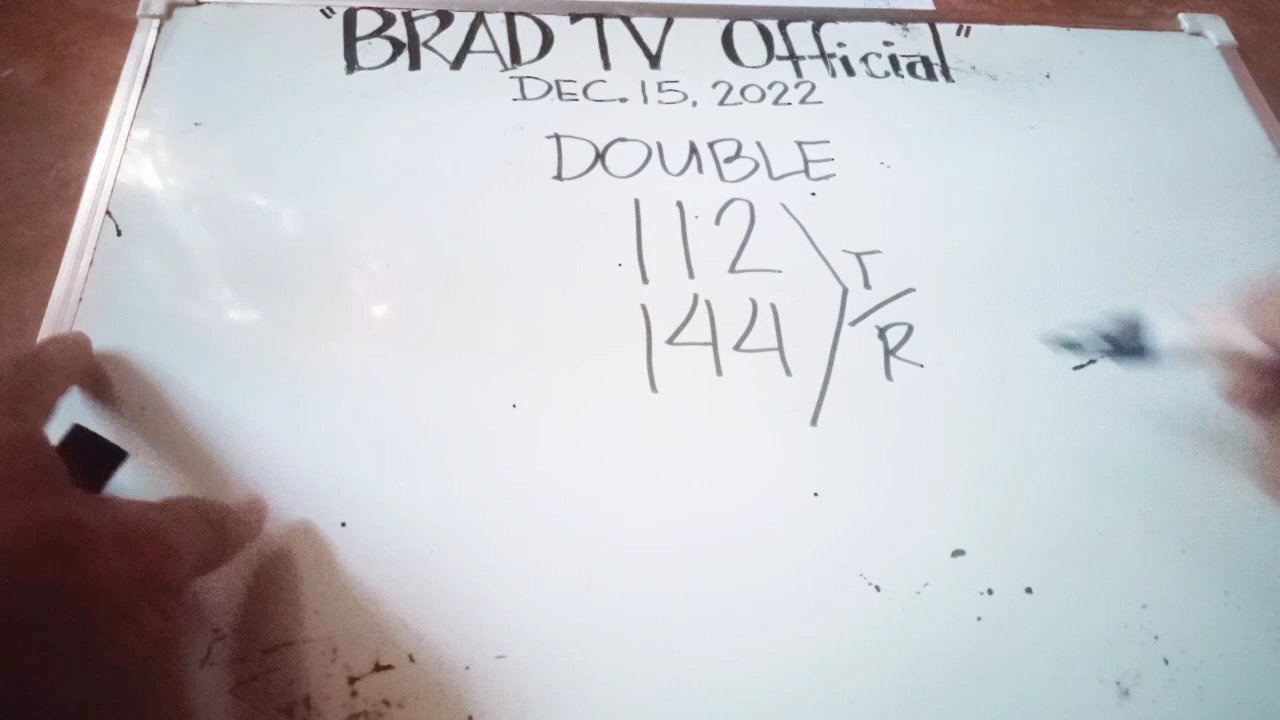 "BRAD TV Official"
DEC. 15, 2022
DOUBLE
112
144
T/R